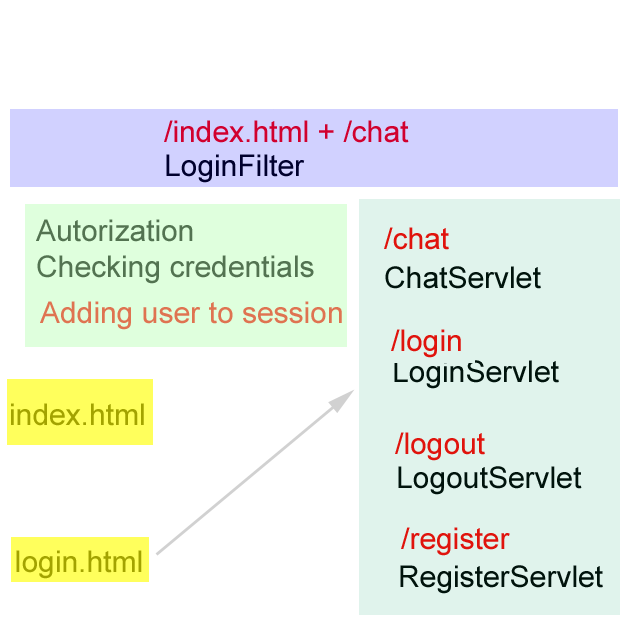 /index.html + /chat
LoginFilter
Autorization
Checking credentials
Adding user to session
index.html
login.html
/chat
ChatServlet
/login
LoginServlet
/logout
LogoutServlet
/register
RegisterServlet